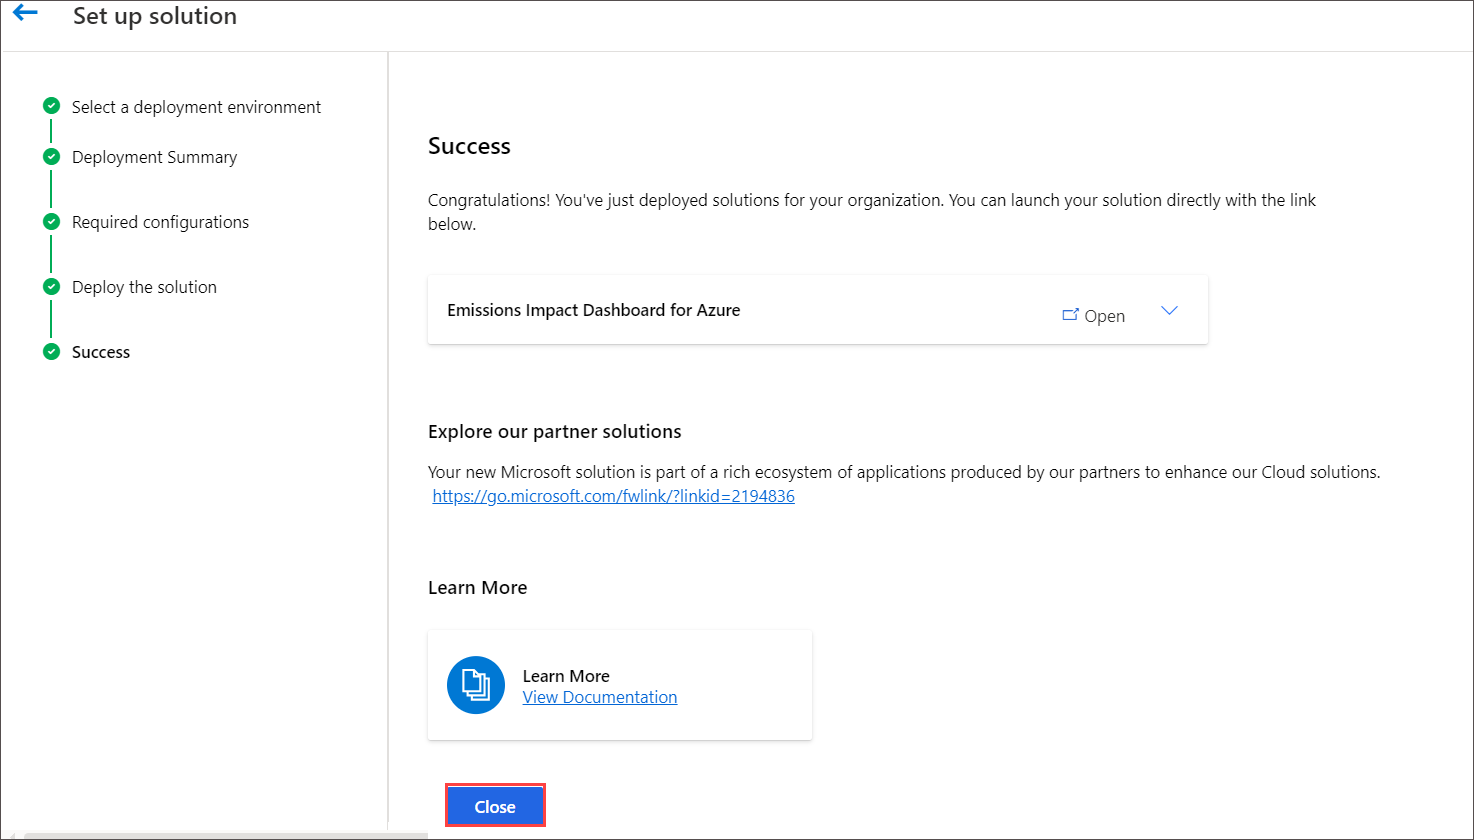 Set up solution
Select a deployment environment
Deployment Summary
Required configurations
Deploy the solution
Success
Success
Congratulations! You've just deployed solutions for your organization. You can launch your solution directly with the link
below.
Emissions Impact Dashboard for Azure
Open
Explore our partner solutions
Your new Microsoft solution is part of a rich ecosystem of applications produced by our partners to enhance our Cloud solutions.
https://go.microsoft.com/fwlink/?linkid=2194836
Learn More
Learn More
View Documentation
Close